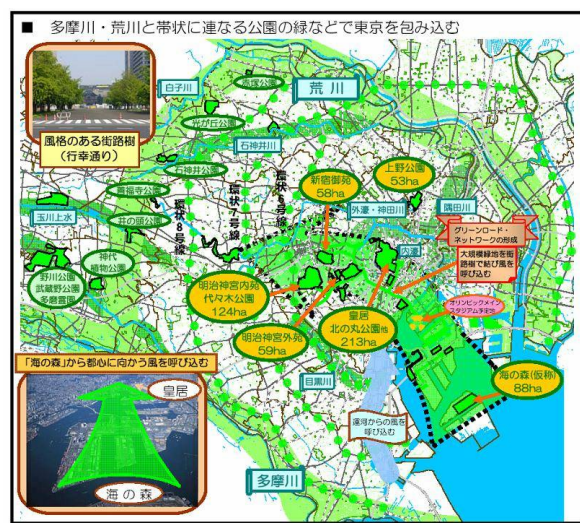 ■ 多摩川・荒川と帯状に連なる公園の緑などで東京を包み込む
風格のある街路樹
（行幸通り）
白子川
赤塚公園
荒川
光が丘公園
石神井川
石神井公園
善福寺公園
玉川上水
井の頭公園
神代
植物公園
野川公園
武蔵野公園
多磨霊園
環状8号線
環状7号線
環状6号線
新宿御苑
58ha
上野公園
53ha
外濠・神田川
隅田川
内濠
グリーンロード・
ネットワークの形成
大規模緑地を街
路樹で結び風を
呼び込む
オリンピックメイン
スタジアム予定地
明治神宮内苑
代々木公園
124ha
明治神宮外苑
59ha
皇居
北の丸公園他
213ha
目黒川
運河からの風を
呼び込む
海の森(仮称)
88ha
多摩川
「海の森」から都心に向かう風を呼び込む
皇居
海の森